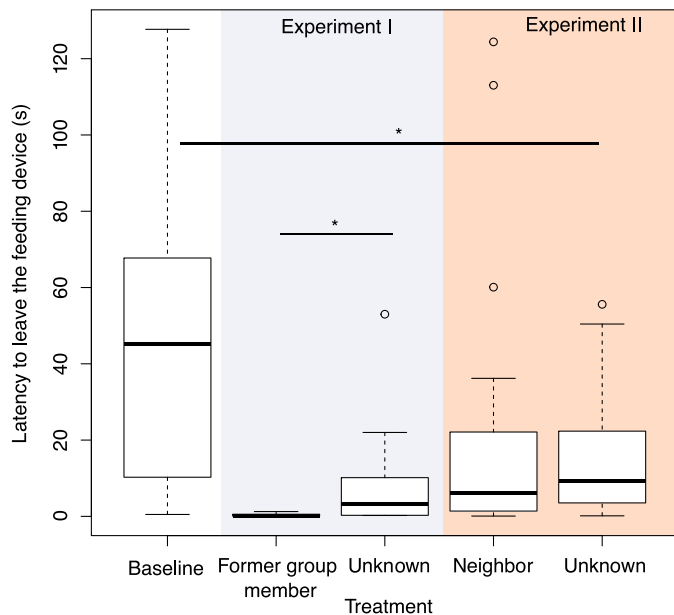 Experiment I
Experiment II
Latency to leave the feeding device (s)
120
100
80
60
40
20
0
*
*
Baseline
Former group
member
Unknown
Neighbor
Unknown
Treatment